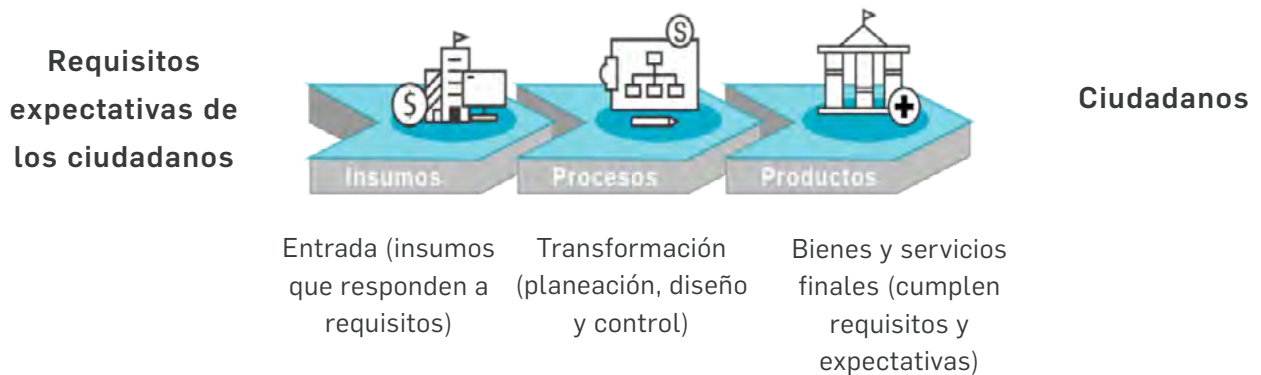 Requisitos
expectativas de
los ciudadanos
$
S
Insumos
Procesos
Productos
Ciudadanos
Entrada (insumos
que responden a
requisitos)
Transformación
(planeación, diseño
y control)
Bienes y servicios
finales (cumplen
requisitos y
expectativas)